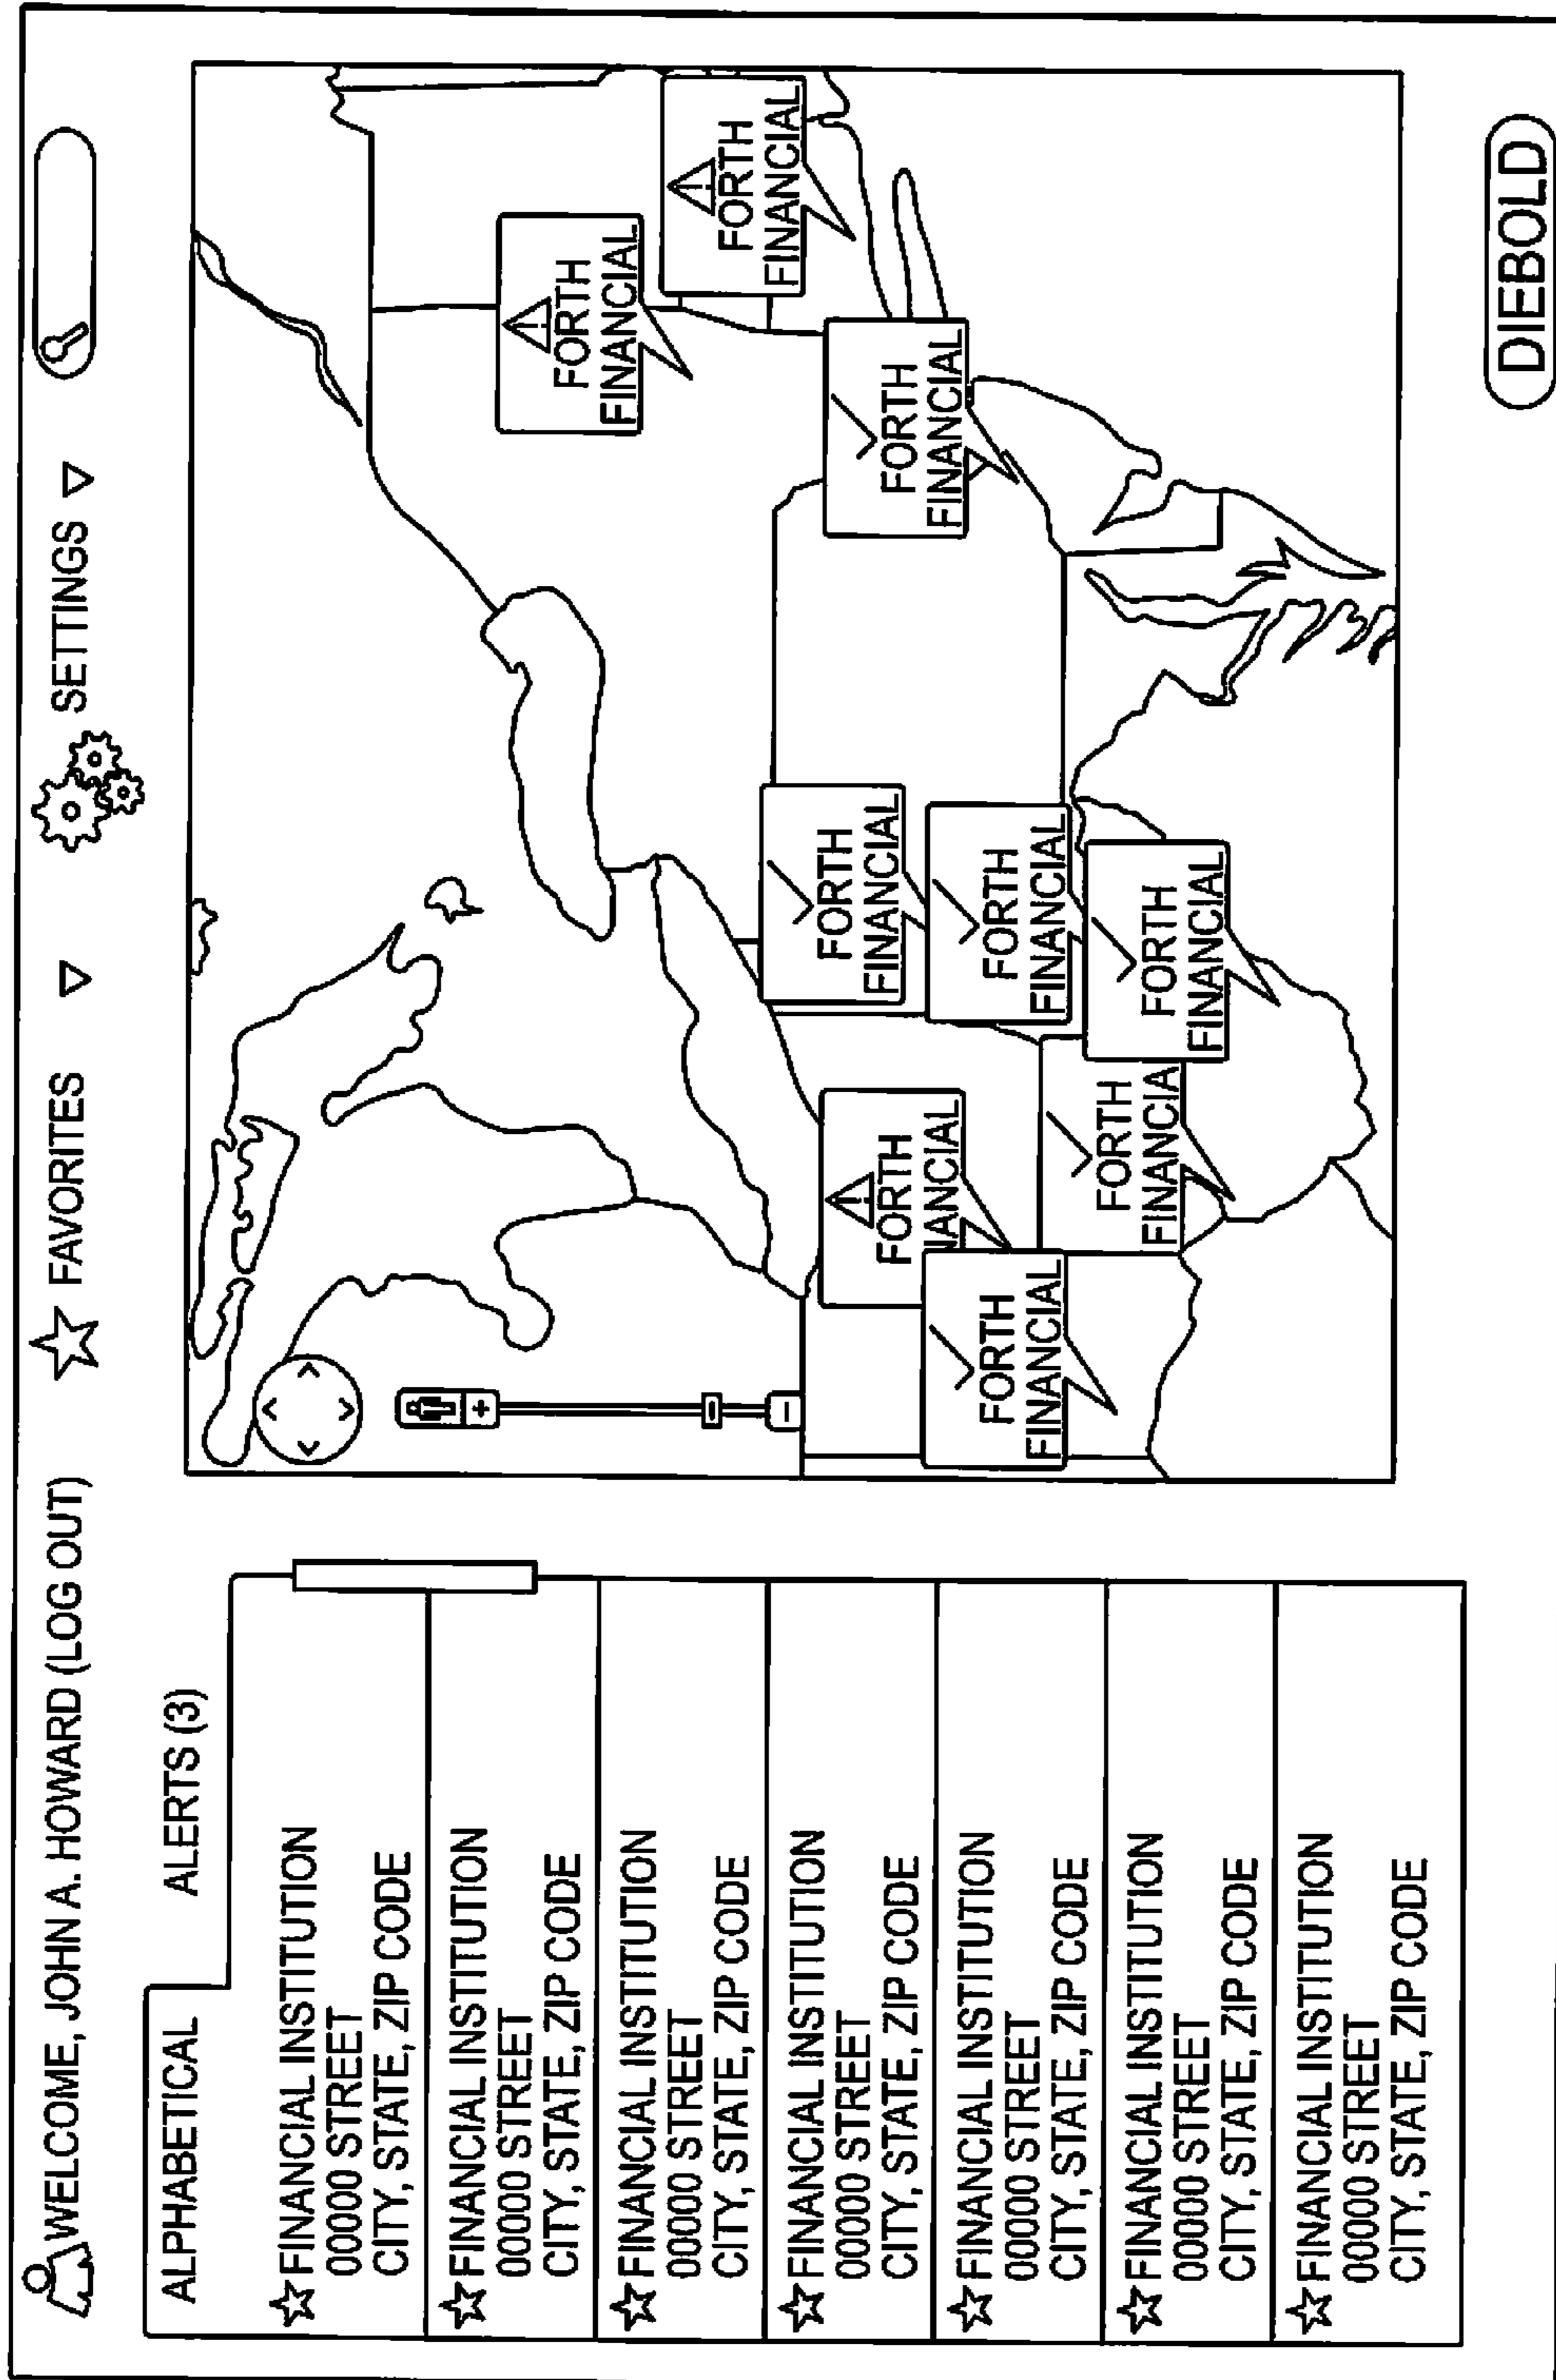 WELCOME, JOHN A. HOWARD (LOG OUT)
FAVORITES
SETTINGS
ALPHABETICAL
ALERTS (3)
FINANCIAL INSTITUTION
00000 STREET
CITY, STATE, ZIP CODE
FINANCIAL INSTITUTION
00000 STREET
CITY, STATE, ZIP CODE
FINANCIAL INSTITUTION
00000 STREET
CITY, STATE, ZIP CODE
FINANCIAL INSTITUTION
00000 STREET
CITY, STATE, ZIP CODE
FINANCIAL INSTITUTION
00000 STREET
CITY, STATE, ZIP CODE
FINANCIAL INSTITUTION
00000 STREET
CITY, STATE, ZIP CODE
FINANCIAL INSTITUTION
00000 STREET
CITY, STATE, ZIP CODE
FORTH
FINANCIAL
FORTH
FINANCIAL
FORTH
FINANCIAL
FORTH
FINANCIAL
FORTH
NANCIAL
FORTH
FINANCIAL
FORTH
FINANCIAL
FORTH
FINANCIA
FORTH
FINANCIAL
DIEBOLD